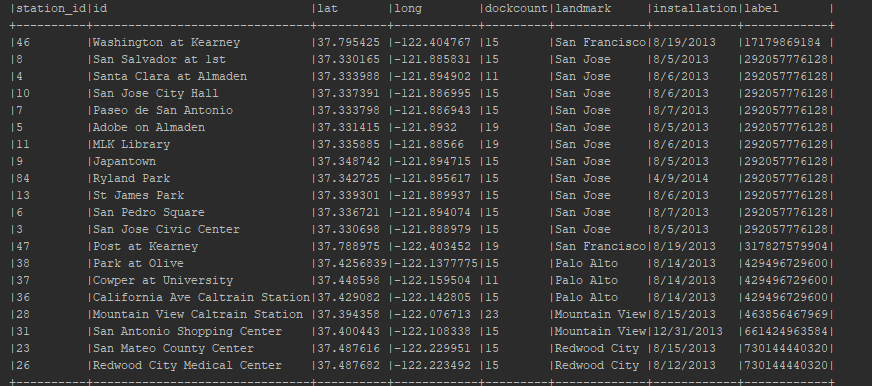 |station_id|id |lat |long |dockcount|landmark |installation|label |
+----------+-----------------------------+----------+------------+---------+-------------+------------+------------+
|46 |Washington at Kearney |37.795425 |-122.404767 |15 |San Francisco|8/19/2013 |17179869184 |
|8 |San Salvador at 1st |37.330165 |-121.885831 |15 |San Jose |8/5/2013 |292057776128|
|4 |Santa Clara at Almaden |37.333988 |-121.894902 |11 |San Jose |8/6/2013 |292057776128|
|10 |San Jose City Hall |37.337391 |-121.886995 |15 |San Jose |8/6/2013 |292057776128|
|7 |Paseo de San Antonio |37.333798 |-121.886943 |15 |San Jose |8/7/2013 |292057776128|
|5 |Adobe on Almaden |37.331415 |-121.8932 |19 |San Jose |8/5/2013 |292057776128|
|11 |MLK Library |37.335885 |-121.88566 |19 |San Jose |8/6/2013 |292057776128|
|9 |Japantown |37.348742 |-121.894715 |15 |San Jose |8/5/2013 |292057776128|
|84 |Ryland Park |37.342725 |-121.895617 |15 |San Jose |4/9/2014 |292057776128|
|13 |St James Park |37.339301 |-121.889937 |15 |San Jose |8/6/2013 |292057776128|
|6 |San Pedro Square |37.336721 |-121.894074 |15 |San Jose |8/7/2013 |292057776128|
|3 |San Jose Civic Center |37.330698 |-121.888979 |15 |San Jose |8/5/2013 |292057776128|
|47 |Post at Kearney |37.788975 |-122.403452 |19 |San Francisco|8/19/2013 |317827579904|
|38 |Park at Olive |37.4256839|-122.1377775|15 |Palo Alto |8/14/2013 |429496729600|
|37 |Cowper at University |37.448598 |-122.159504 |11 |Palo Alto |8/14/2013 |429496729600|
|36 |California Ave Caltrain Station|37.429082 |-122.142805 |15 |Palo Alto |8/14/2013 |429496729600|
|28 |Mountain View Caltrain Station |37.394358 |-122.076713 |23 |Mountain View|8/15/2013 |463856467969|
|31 |San Antonio Shopping Center |37.400443 |-122.108338 |15 |Mountain View|12/31/2013 |661424963584|
|23 |San Mateo County Center |37.487616 |-122.229951 |15 |Redwood City |8/15/2013 |730144440320|
|26 |Redwood City Medical Center |37.487682 |-122.223492 |15 |Redwood City |8/12/2013 |730144440320|
+----------+-----------------------------+----------+------------+---------+-------------+------------+------------+